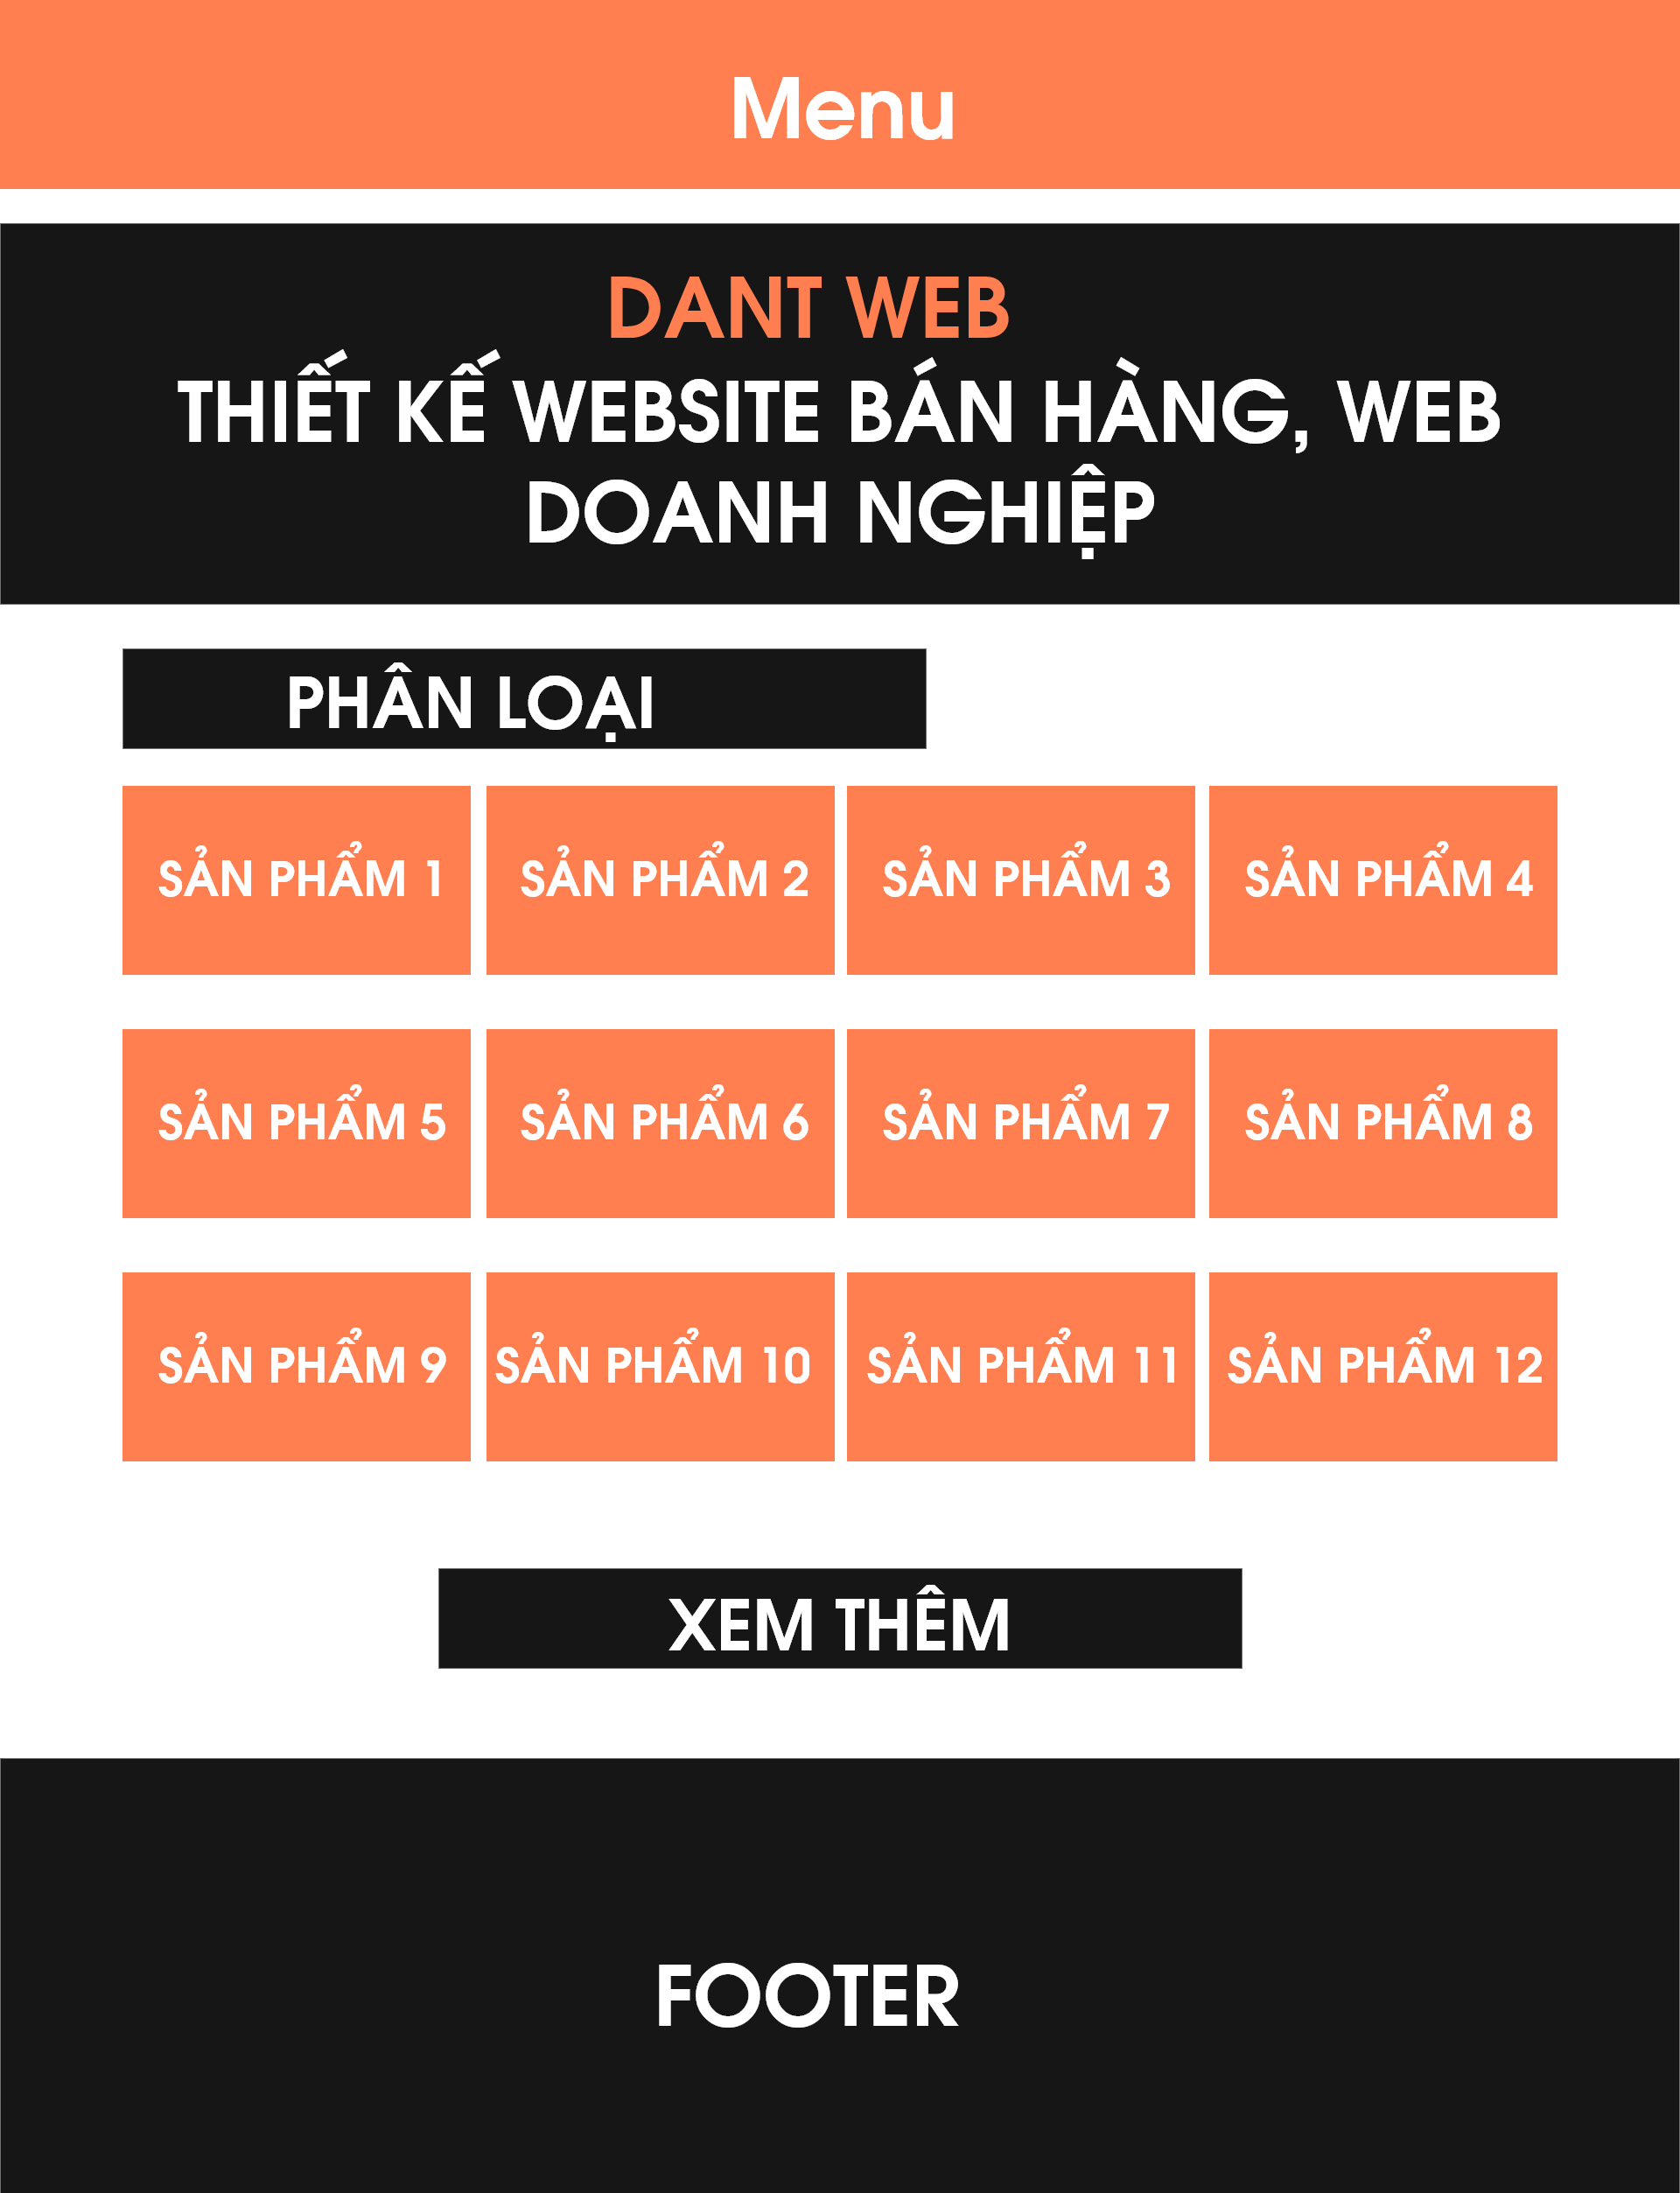 Menu
DANT WEB
THIẾT KẾ WEBSITE BÁN HÀNG, WEB
DOANH NGHIỆP
PHÂN LOẠI
SẢN PHẨM 1
SẢN PHẨM 2
SẢN PHẨM 3
SẢN PHẨM 4
SẢN PHẨM 5
SẢN PHẨM 6
SẢN PHẨM 7
SẢN PHẨM 8
SẢN PHẨM 9
SẢN PHẨM 10
SẢN PHẨM 11
SẢN PHẨM 12
XEM THÊM
FOOTER